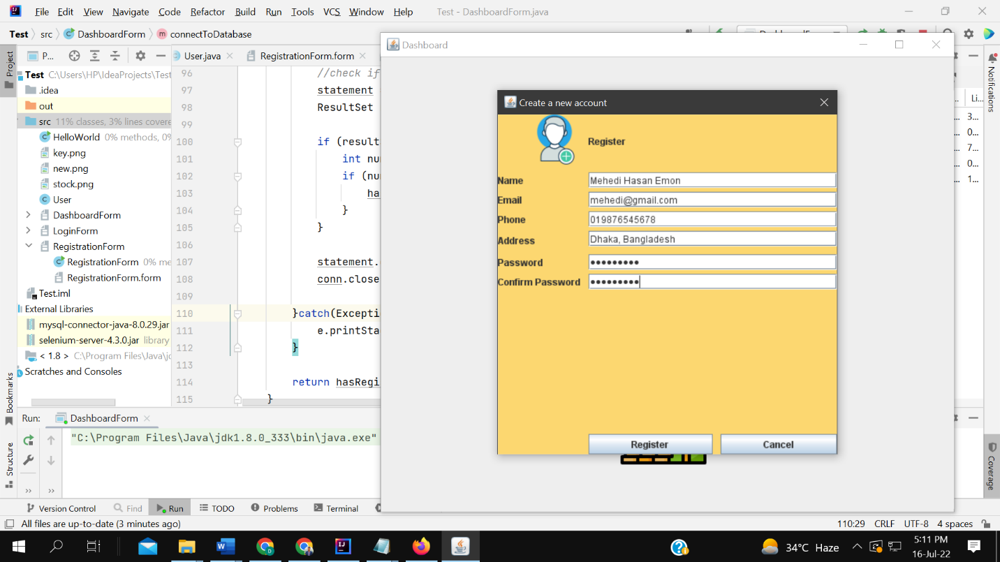 File Edit View Navigate Code Refactor Build Run Tools VCS Window Help Test - DashboardForm.java
Test src DashboardForm connectToDatabase
Project
P...
User.java
RegistrationForm.form
Test C:\Users\HP\IdeaProjects\Test
.idea
out
src 11% classes, 3% lines covere
HelloWorld 0% methods, 0%
key.png
new.png
stock.png
User
DashboardForm
LoginForm
RegistrationForm
RegistrationForm 0% me
RegistrationForm.form
Test.iml
External Libraries
mysql-connector-java-8.0.29.jar
selenium-server-4.3.0.jar library
< 1.8 > C:\Program Files\Java\jd
Scratches and Consoles
96 //check if
97 statement
98 ResultSet
99
100 if (result
101 int nu
102 if (nu
103 ha
104 }
105 }
106
107 statement.
108 conn.close
109
110 }catch(Excepti
111 e.printSta
112 }
113
114 return hasRegi
115 }
Dashboard
Create a new account
Register
Name Mehedi Hasan Emon
Email mehedi@gmail.com
Phone 019876545678
Address Dhaka, Bangladesh
Password •••••••••
Confirm Password •••••••••
Register Cancel
Li...
3...
0...
7...
0...
1...
Notifications
Coverage
Bookmarks
Structure
Run: DashboardForm
"C:\Program Files\Java\jdk1.8.0_333\bin\java.exe"
Version Control Find Run TODO Problems Terminal
All files are up-to-date (3 minutes ago) 110:29 CRLF UTF-8 4 spaces
34°C Haze
5:11 PM
16-Jul-22